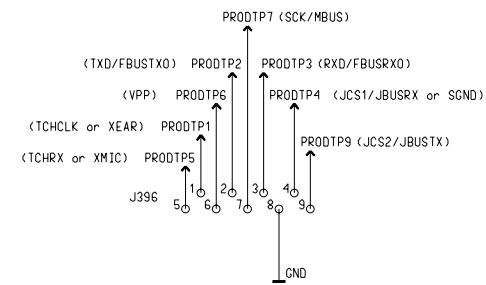 PRODTP7 (SCK/MBUS)
(TXD/FBUSTXO) PRODTP2 PRODTP3 (RXD/FBUSRXO)
(VPP) PRODTP6 PRODTP4 (JCS1/JBUSRX or SGND)
(TCHCLK or XEAR) PRODTP1
PRODTP9 (JCS2/JBUSTX)
(TCHRX or XMIC) PRODTP5
J396 1 2 3 4
5 6 7 8 9
GND